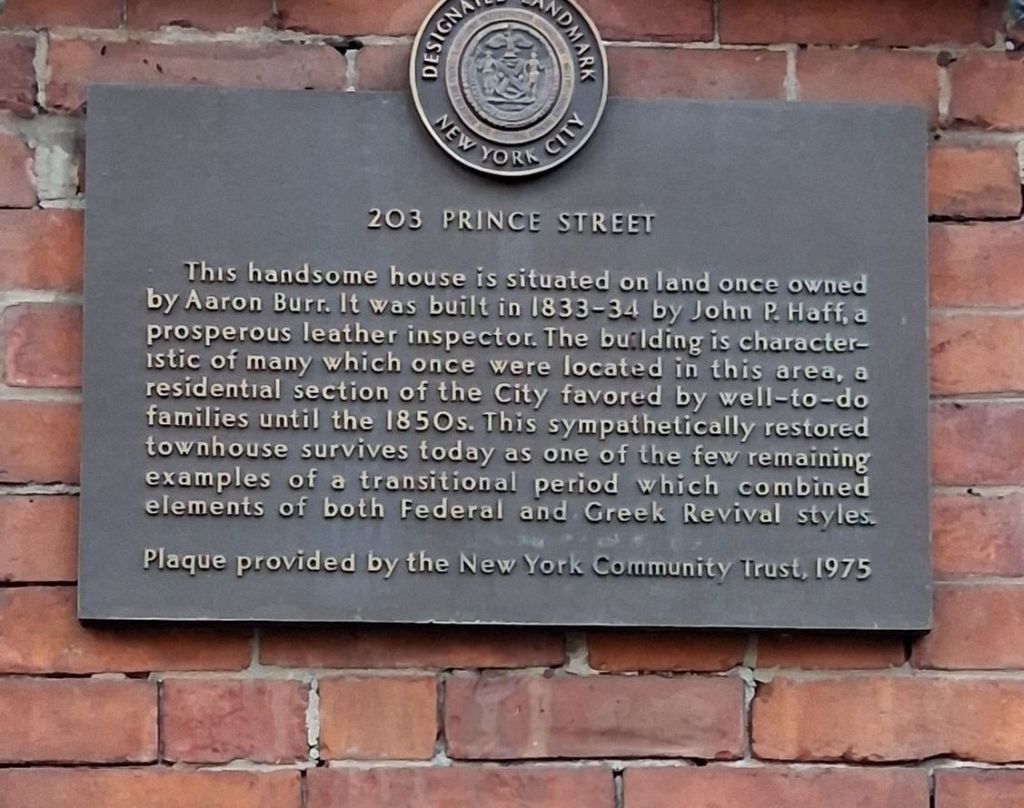 DESIGNATED LANDMARK
NEW YORK CITY
203 PRINCE STREET
This handsome house is situated on land once owned
by Aaron Burr. It was built in 1833-34 by John P. Haff, a
prosperous leather inspector. The building is character-
istic of many which once were located in this area, a
residential section of the City favored by well-to-do
families until the 1850s. This sympathetically restored
townhouse survives today as one of the few remaining
examples of a transitional period which combined
elements of both Federal and Greek Revival styles.
Plaque provided by the New York Community Trust, 1975